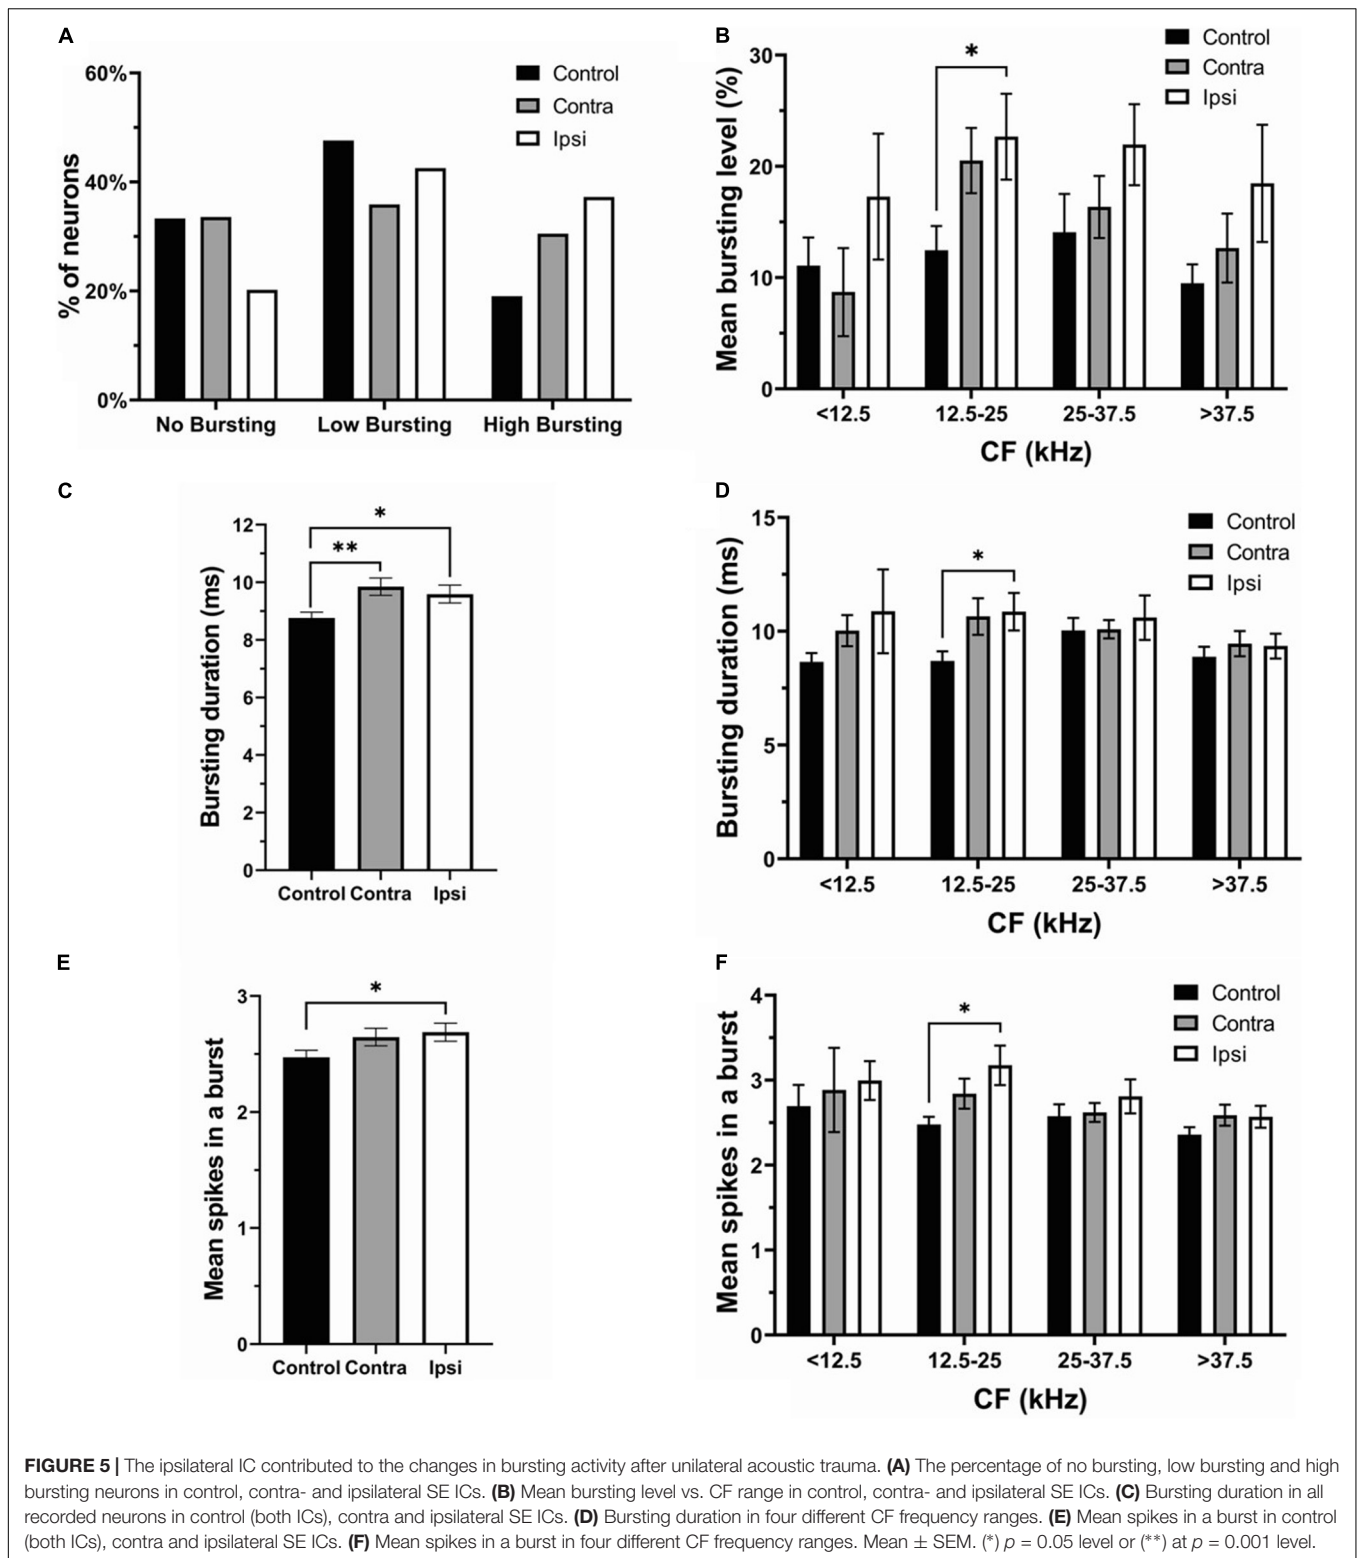 A
60%
40%
20%
0%
% of neurons
Control
Contra
Ipsi
No Bursting
Low Bursting
High Bursting
B
30
20
10
0
Mean bursting level (%)
*
Control
Contra
Ipsi
<12.5
12.5-25
25-37.5
>37.5
CF (kHz)
C
12
10
8
6
4
2
0
Bursting duration (ms)
*
**
Control
Contra
Ipsi
D
15
10
5
0
Bursting duration (ms)
*
Control
Contra
Ipsi
<12.5
12.5-25
25-37.5
>37.5
CF (kHz)
E
3
2
1
0
Mean spikes in a burst
*
Control
Contra
Ipsi
F
4
3
2
1
0
Mean spikes in a burst
*
Control
Contra
Ipsi
<12.5
12.5-25
25-37.5
>37.5
CF (kHz)
FIGURE 5 | The ipsilateral IC contributed to the changes in bursting activity after unilateral acoustic trauma. (A) The percentage of no bursting, low bursting and high
bursting neurons in control, contra- and ipsilateral SE ICs. (B) Mean bursting level vs. CF range in control, contra- and ipsilateral SE ICs. (C) Bursting duration in all
recorded neurons in control (both ICs), contra and ipsilateral SE ICs. (D) Bursting duration in four different CF frequency ranges. (E) Mean spikes in a burst in control
(both ICs), contra and ipsilateral SE ICs. (F) Mean spikes in a burst in four different CF frequency ranges. Mean ± SEM. (*) p = 0.05 level or (**) at p = 0.001 level.